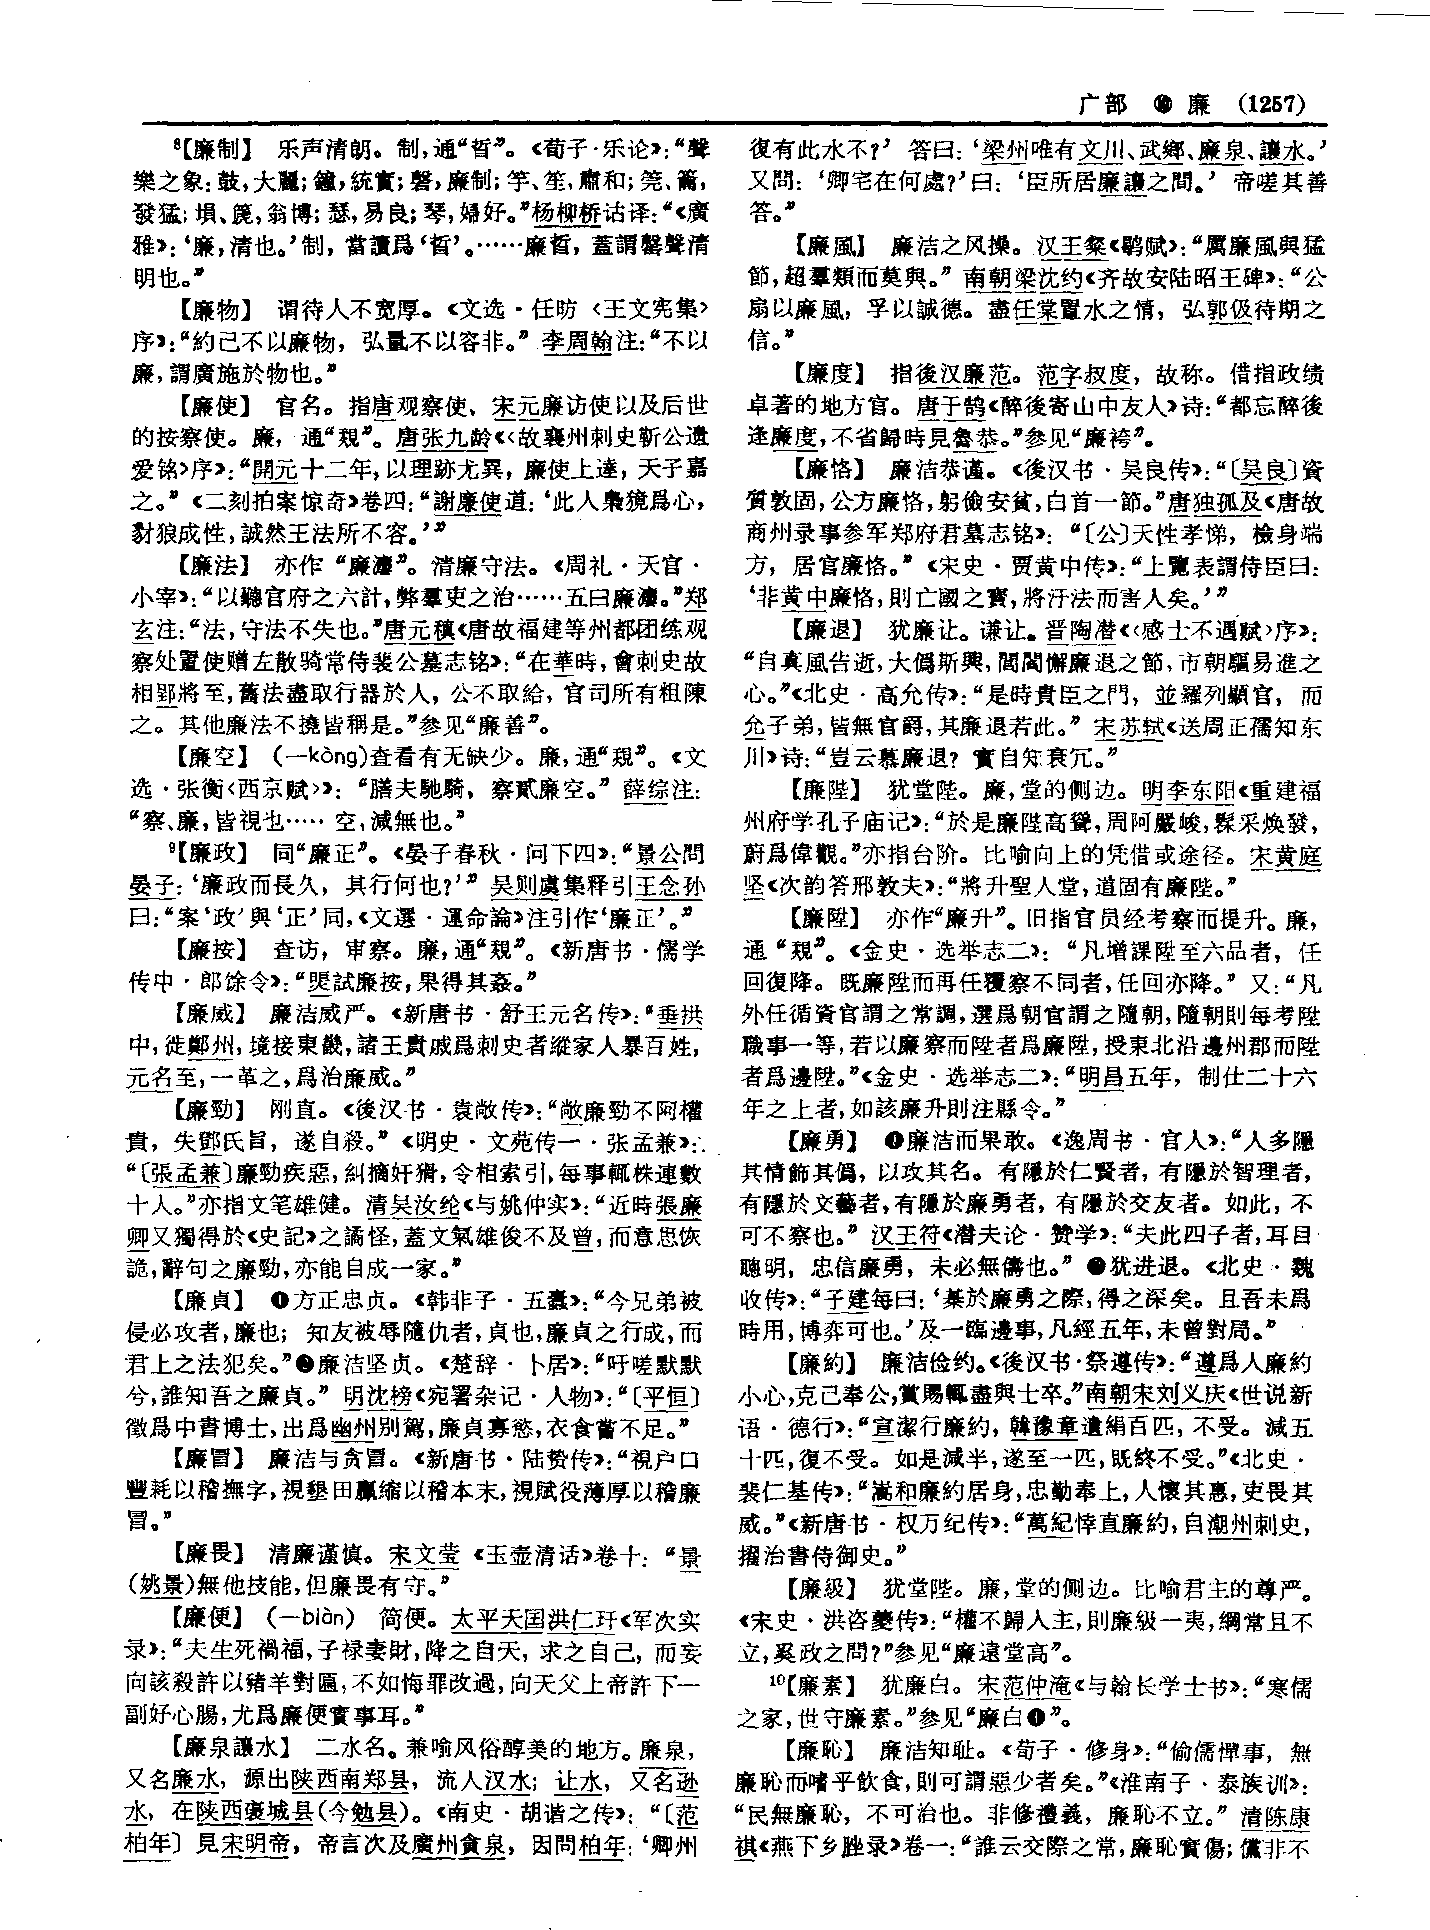 广部 ⑩ 廉 (1257)
⁸【廉制】 乐声清朗。制,通“晢”。《荀子·乐论》:“聲
樂之象:鼓,大麗;鐘,統實;磬,廉制;竽、笙,肅和;筦、籥,
發猛;塤、箎,翁博;瑟,易良;琴,婦好。”杨柳桥诂译:“《廣
雅》:‘廉,清也。’制,當讀爲‘晢’。……廉晢,蓋謂罄聲清
明也。”
【廉物】 谓待人不宽厚。《文选·任昉〈王文宪集〉
序》:“約己不以廉物,弘量不以容非。”李周翰注:“不以
廉,謂廣施於物也。”
【廉使】 官名。指唐观察使、宋元廉访使以及后世
的按察使。廉,通“覝”。唐张九龄《〈故襄州刺史靳公遗
爱铭〉序》:“開元十二年,以理跡尤異,廉使上達,天子嘉
之。”《二刻拍案惊奇》卷四:“謝廉使道:‘此人梟獍爲心,
豺狼成性,誠然王法所不容。’”
【廉法】 亦作“廉灋”。清廉守法。《周礼·天官·
小宰》:“以聽官府之六計,弊羣吏之治……五曰廉灋。”郑
玄注:“法,守法不失也。”唐元稹《唐故福建等州都团练观
察处置使赠左散骑常侍裴公墓志铭》:“在華時,會刺史故
相郢將至,舊法盡取行器於人,公不取給,官司所有粗陳
之。其他廉法不撓皆稱是。”参见“廉善”。
【廉空】 (—kòng)查看有无缺少。廉,通“覝”。《文
选·张衡〈西京赋〉》:“膳夫馳騎,察貳廉空。”薛综注:
“察、廉,皆視也…… 空,減無也。”
⁹【廉政】 同“廉正”。《晏子春秋·问下四》:“景公問
晏子:‘廉政而長久,其行何也?’”吴则虞集释引王念孙
曰:“案‘政’與‘正’同,《文選·運命論》注引作‘廉正’。”
【廉按】 查访,审察。廉,通“覝”。《新唐书·儒学
传中·郎馀令》:“煚試廉按,果得其姦。”
【廉威】 廉洁威严。《新唐书·舒王元名传》:“垂拱
中,徙鄭州,境接東畿,諸王貴戚爲刺史者縱家人暴百姓,
元名至,一革之,爲治廉威。”
【廉勁】 刚直。《後汉书·袁敞传》:“敞廉勁不阿權
貴,失鄧氏旨,遂自殺。”《明史·文苑传一·张孟兼》:
“〔張孟兼〕廉勁疾惡,糾摘奸猾,令相索引,每事輒株連數
十人。”亦指文笔雄健。清吴汝纶《与姚仲实》:“近時張廉
卿又獨得於《史記》之譎怪,蓋文氣雄俊不及曾,而意思恢
詭,辭句之廉勁,亦能自成一家。”
【廉貞】 ❶方正忠贞。《韩非子·五蠹》:“今兄弟被
侵必攻者,廉也;知友被辱隨仇者,貞也,廉貞之行成,而
君上之法犯矣。”❷廉洁坚贞。《楚辞·卜居》:“吁嗟默默
兮,誰知吾之廉貞。”明沈榜《宛署杂记·人物》:“〔平恒〕
徵爲中書博士,出爲幽州别駕,廉貞寡慾,衣食嘗不足。”
【廉冒】 廉洁与贪冒。《新唐书·陆贽传》:“視户口
豐耗以稽撫字,視墾田赢缩以稽本末,視賦役薄厚以稽廉
冒。”
【廉畏】 清廉谨慎。宋文莹《玉壶清话》卷十:“景
(姚景)無他技能,但廉畏有守。”
【廉便】 (—biàn) 简便。太平天国洪仁玕《军次实
录》:“夫生死禍福,子禄妻財,降之自天,求之自己,而妄
向該殺許以豬羊對區,不如悔罪改過,向天父上帝許下一
副好心腸,尤爲廉便實事耳。”
【廉泉讓水】 二水名。兼喻风俗醇美的地方。廉泉,
又名廉水,源出陕西南郑县,流入汉水;让水,又名逊
水,在陕西褒城县(今勉县)。《南史·胡谐之传》:“〔范
柏年〕見宋明帝,帝言次及廣州貪泉,因問柏年:‘卿州
復有此水不?’答曰:‘梁州唯有文川、武鄉、廉泉、讓水。’
又問:‘卿宅在何處?’曰:‘臣所居廉讓之間。’帝嗟其善
答。”
【廉風】 廉洁之风操。汉王粲《鹖赋》:“厲廉風與猛
節,超羣類而莫與。”南朝梁沈约《齐故安陆昭王碑》:“公
扇以廉風,孚以誠德。盡任棠置水之情,弘郭伋待期之
信。”
【廉度】 指後汉廉范。范字叔度,故称。借指政绩
卓著的地方官。唐于鹄《醉後寄山中友人》诗:“都忘醉後
逢廉度,不省歸時見魯恭。”参见“廉袴”。
【廉恪】 廉洁恭谨。《後汉书·吴良传》:“〔吴良〕資
質敦固,公方廉恪,躬儉安貧,白首一節。”唐独孤及《唐故
商州录事参军郑府君墓志铭》:“〔公〕天性孝悌,檢身端
方,居官廉恪。”《宋史·贾黄中传》:“上覽表謂侍臣曰:
‘非黄中廉恪,則亡國之寶,將汙法而害人矣。’”
【廉退】 犹廉让。谦让。晋陶潜《〈感士不遇赋〉序》:
“自真風告逝,大僞斯興,閭閻懈廉退之節,市朝驅易進之
心。”《北史·高允传》:“是時貴臣之門,並羅列顯官,而
允子弟,皆無官爵,其廉退若此。”宋苏轼《送周正孺知东
川》诗:“豈云慕廉退?實自知衰冗。”
【廉陛】 犹堂陛。廉,堂的侧边。明李东阳《重建福
州府学孔子庙记》:“於是廉陛高聳,周阿嚴峻,髹采焕發,
蔚爲偉觀。”亦指台阶。比喻向上的凭借或途径。宋黄庭
坚《次韵答邢敦夫》:“將升聖人堂,道固有廉陛。”
【廉陞】 亦作“廉升”。旧指官员经考察而提升。廉,
通“覝”。《金史·选举志二》:“凡增課陞至六品者,任
回復降。既廉陞而再任覆察不同者,任回亦降。”又:“凡
外任循資官謂之常調,選爲朝官謂之隨朝,隨朝則每考陞
職事一等,若以廉察而陞者爲廉陞,授東北沿邊州郡而陞
者爲邊陞。”《金史·选举志二》:“明昌五年,制仕二十六
年之上者,如該廉升則注縣令。”
【廉勇】 ❶廉洁而果敢。《逸周书·官人》:“人多隱
其情飾其僞,以攻其名。有隱於仁賢者,有隱於智理者,
有隱於文藝者,有隱於廉勇者,有隱於交友者。如此,不
可不察也。”汉王符《潜夫论·赞学》:“夫此四子者,耳目
聰明,忠信廉勇,未必無儔也。”❷犹进退。《北史·魏
收传》:“子建每曰:‘棊於廉勇之際,得之深矣。且吾未爲
時用,博弈可也。’及一臨邊事,凡經五年,未曾對局。”
【廉約】 廉洁俭约。《後汉书·祭遵传》:“遵爲人廉約
小心,克己奉公,賞賜輒盡與士卒。”南朝宋刘义庆《世说新
语·德行》:“宣潔行廉約,韓豫章遺絹百匹,不受。減五
十匹,復不受。如是減半,遂至一匹,既終不受。”《北史·
裴仁基传》:“嵩和廉約居身,忠勤奉上,人懷其惠,吏畏其
威。”《新唐书·权万纪传》:“萬紀悻直廉約,自潮州刺史,
擢治書侍御史。”
【廉級】 犹堂陛。廉,堂的侧边。比喻君主的尊严。
《宋史·洪咨夔传》:“權不歸人主,則廉級一夷,綱常且不
立,奚政之問?”参见“廉遠堂高”。
¹⁰【廉素】 犹廉白。宋范仲淹《与翰长学士书》:“寒儒
之家,世守廉素。”参见“廉白❶”。
【廉恥】 廉洁知耻。《荀子·修身》:“偷儒憚事,無
廉恥而嗜乎飲食,則可謂惡少者矣。”《淮南子·泰族训》:
“民無廉恥,不可治也。非修禮義,廉恥不立。”清陈康
祺《燕下乡脞录》卷一:“誰云交際之常,廉恥實傷;儻非不